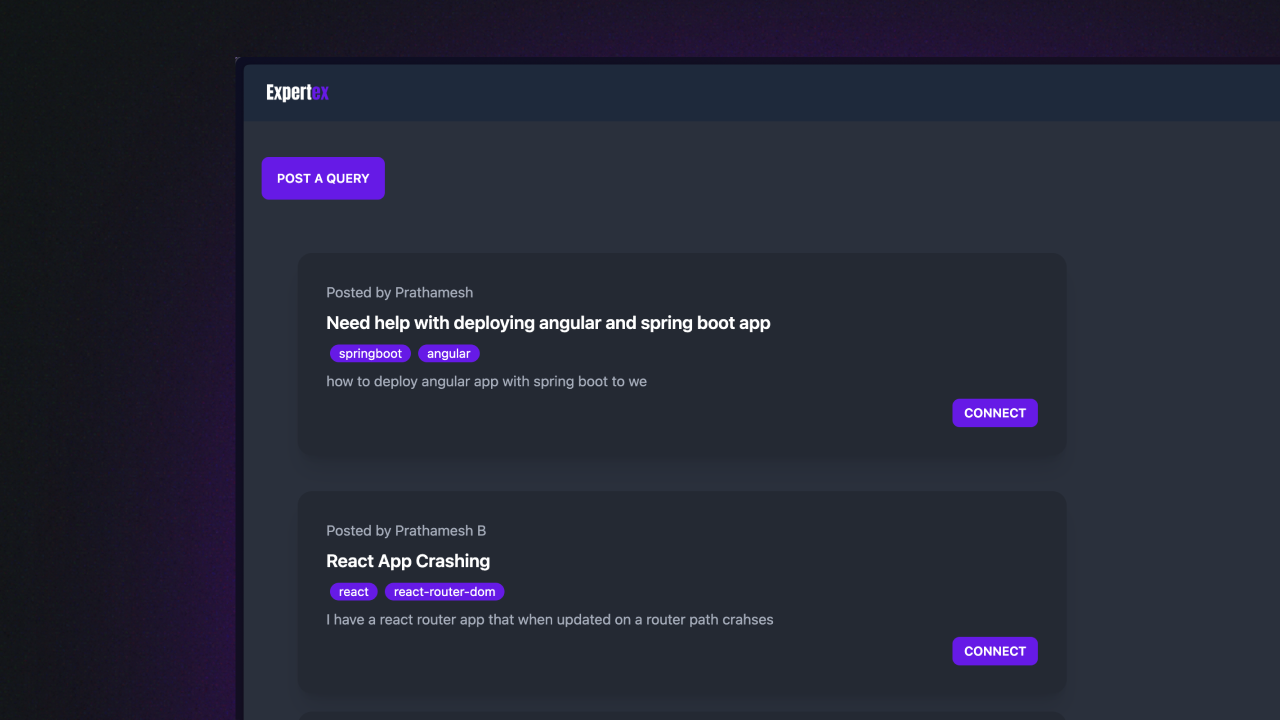 Expertex
POST A QUERY
Posted by Prathamesh
Need help with deploying angular and spring boot app
springboot angular
how to deploy angular app with spring boot to we
CONNECT
Posted by Prathamesh B
React App Crashing
react react-router-dom
I have a react router app that when updated on a router path crahses
CONNECT